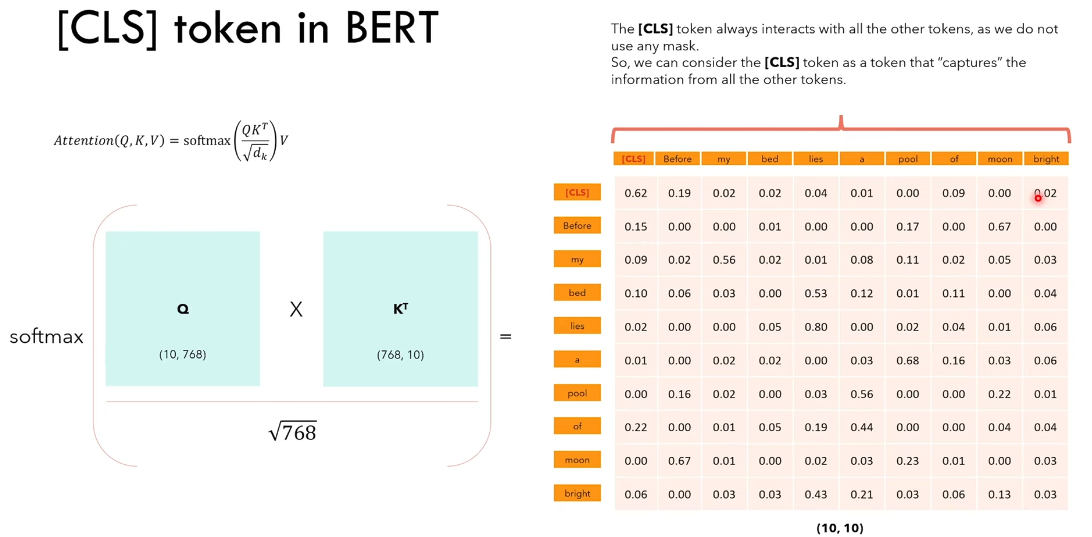 [CLS] token in BERT
The [CLS] token always interacts with all the other tokens, as we do not
use any mask.
So, we can consider the [CLS] token as a token that “captures” the
information from all the other tokens.
Attention(Q, K, V) = softmax(QK^T / √d_k)V
softmax
Q
(10, 768)
X
K^T
(768, 10)
=
√768
[CLS] Before my bed lies a pool of moon bright
[CLS] 0.62 0.19 0.02 0.02 0.04 0.01 0.00 0.09 0.00 0.02
Before 0.15 0.00 0.00 0.01 0.00 0.00 0.17 0.00 0.67 0.00
my 0.09 0.02 0.56 0.02 0.01 0.08 0.11 0.02 0.05 0.03
bed 0.10 0.06 0.03 0.00 0.53 0.12 0.01 0.11 0.00 0.04
lies 0.02 0.00 0.00 0.05 0.80 0.00 0.02 0.04 0.01 0.06
a 0.01 0.00 0.02 0.02 0.00 0.03 0.68 0.16 0.03 0.06
pool 0.00 0.16 0.02 0.00 0.03 0.56 0.00 0.00 0.22 0.01
of 0.22 0.00 0.01 0.05 0.19 0.44 0.00 0.00 0.04 0.04
moon 0.00 0.67 0.01 0.00 0.02 0.03 0.23 0.01 0.00 0.03
bright 0.06 0.00 0.03 0.03 0.43 0.21 0.03 0.06 0.13 0.03
(10, 10)